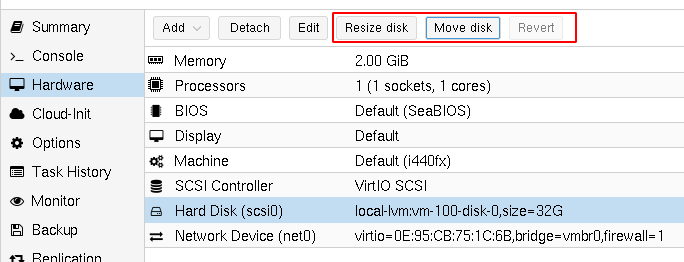 Add Detach Edit Resize disk Move disk Revert
Summary
Console
Hardware
Cloud-Init
Options
Task History
Monitor
Backup
Replication
Memory 2.00 GiB
Processors 1 (1 sockets, 1 cores)
BIOS Default (SeaBIOS)
Display Default
Machine Default (i440fx)
SCSI Controller VirtIO SCSI
Hard Disk (scsi0) local-lvm:vm-100-disk-0,size=32G
Network Device (net0) virtio=0E:95:CB:75:1C:6B,bridge=vmbr0,firewall=1